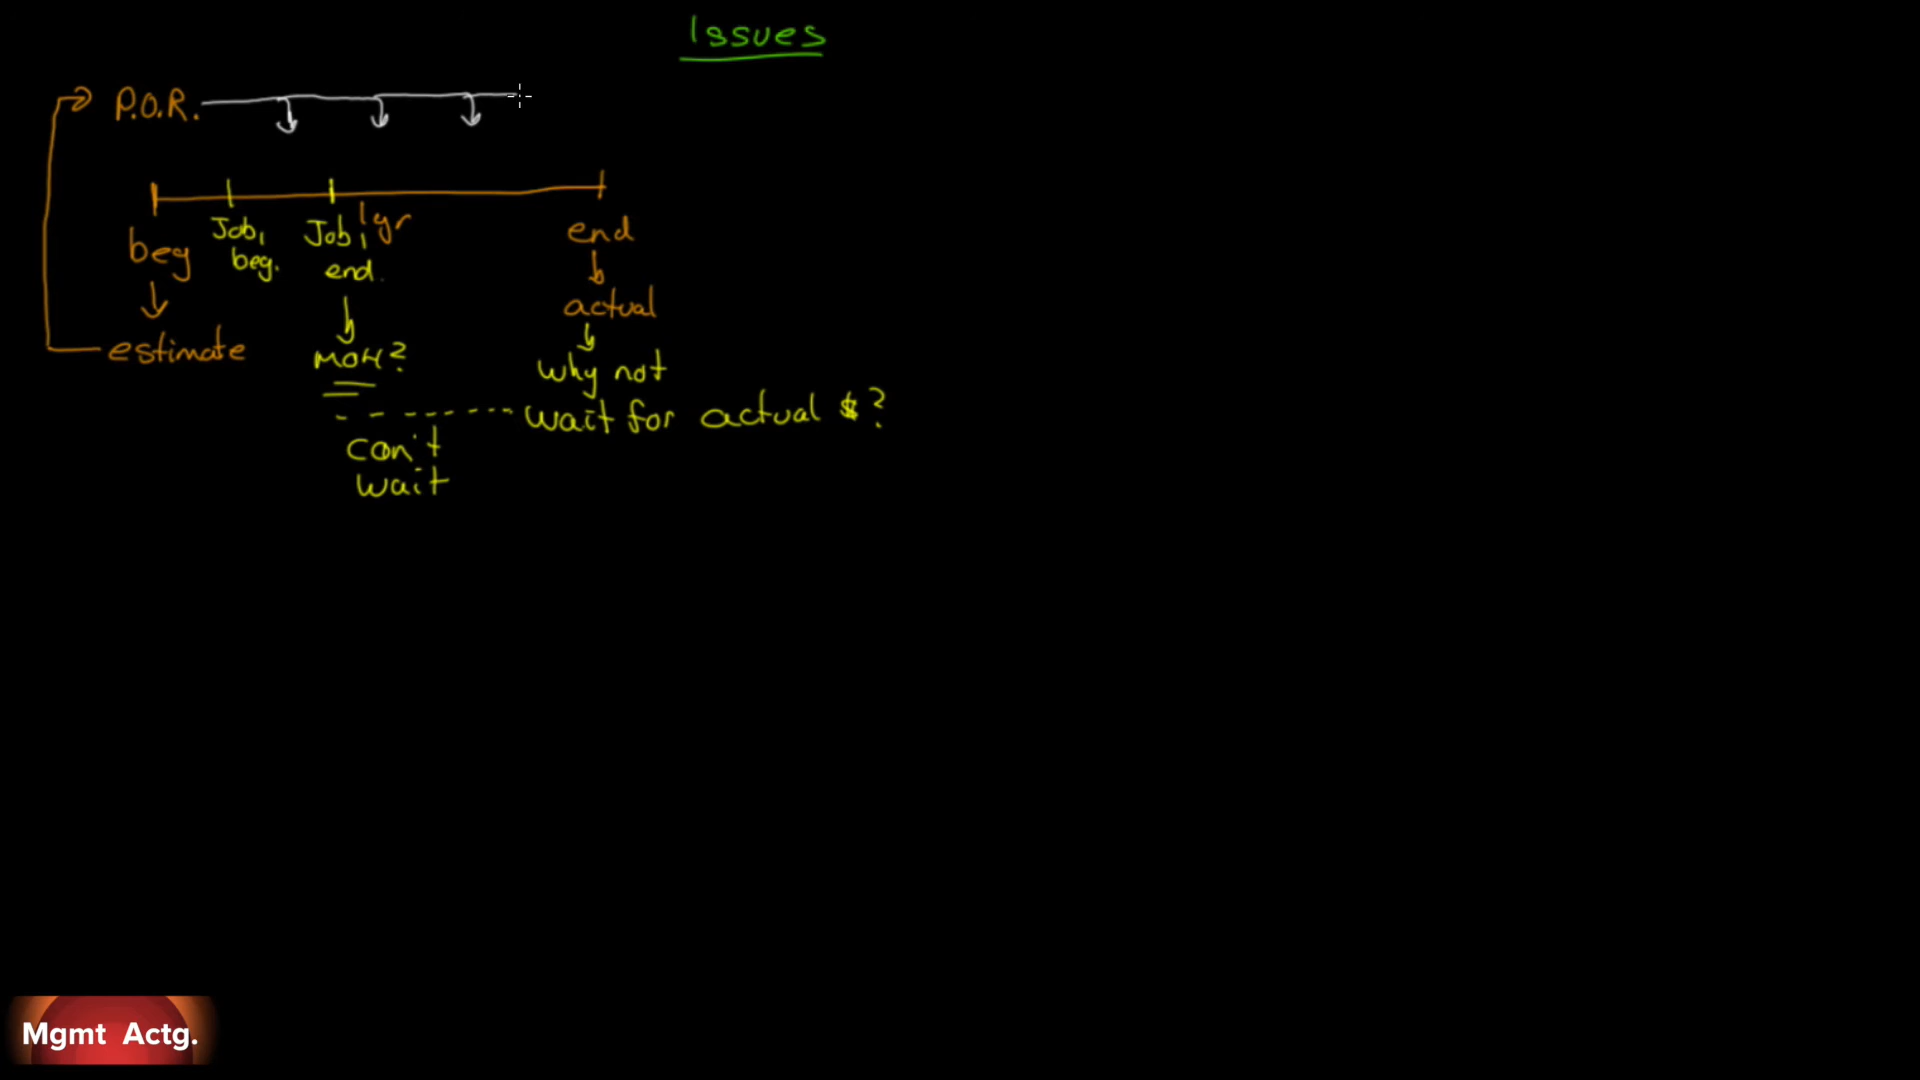 Issues
P.O.R.
beg
Job1 beg.
Job1 end.
1yr
end
estimate
MOH?
actual
why not
wait for actual $?
can't
wait
Mgmt Actg.